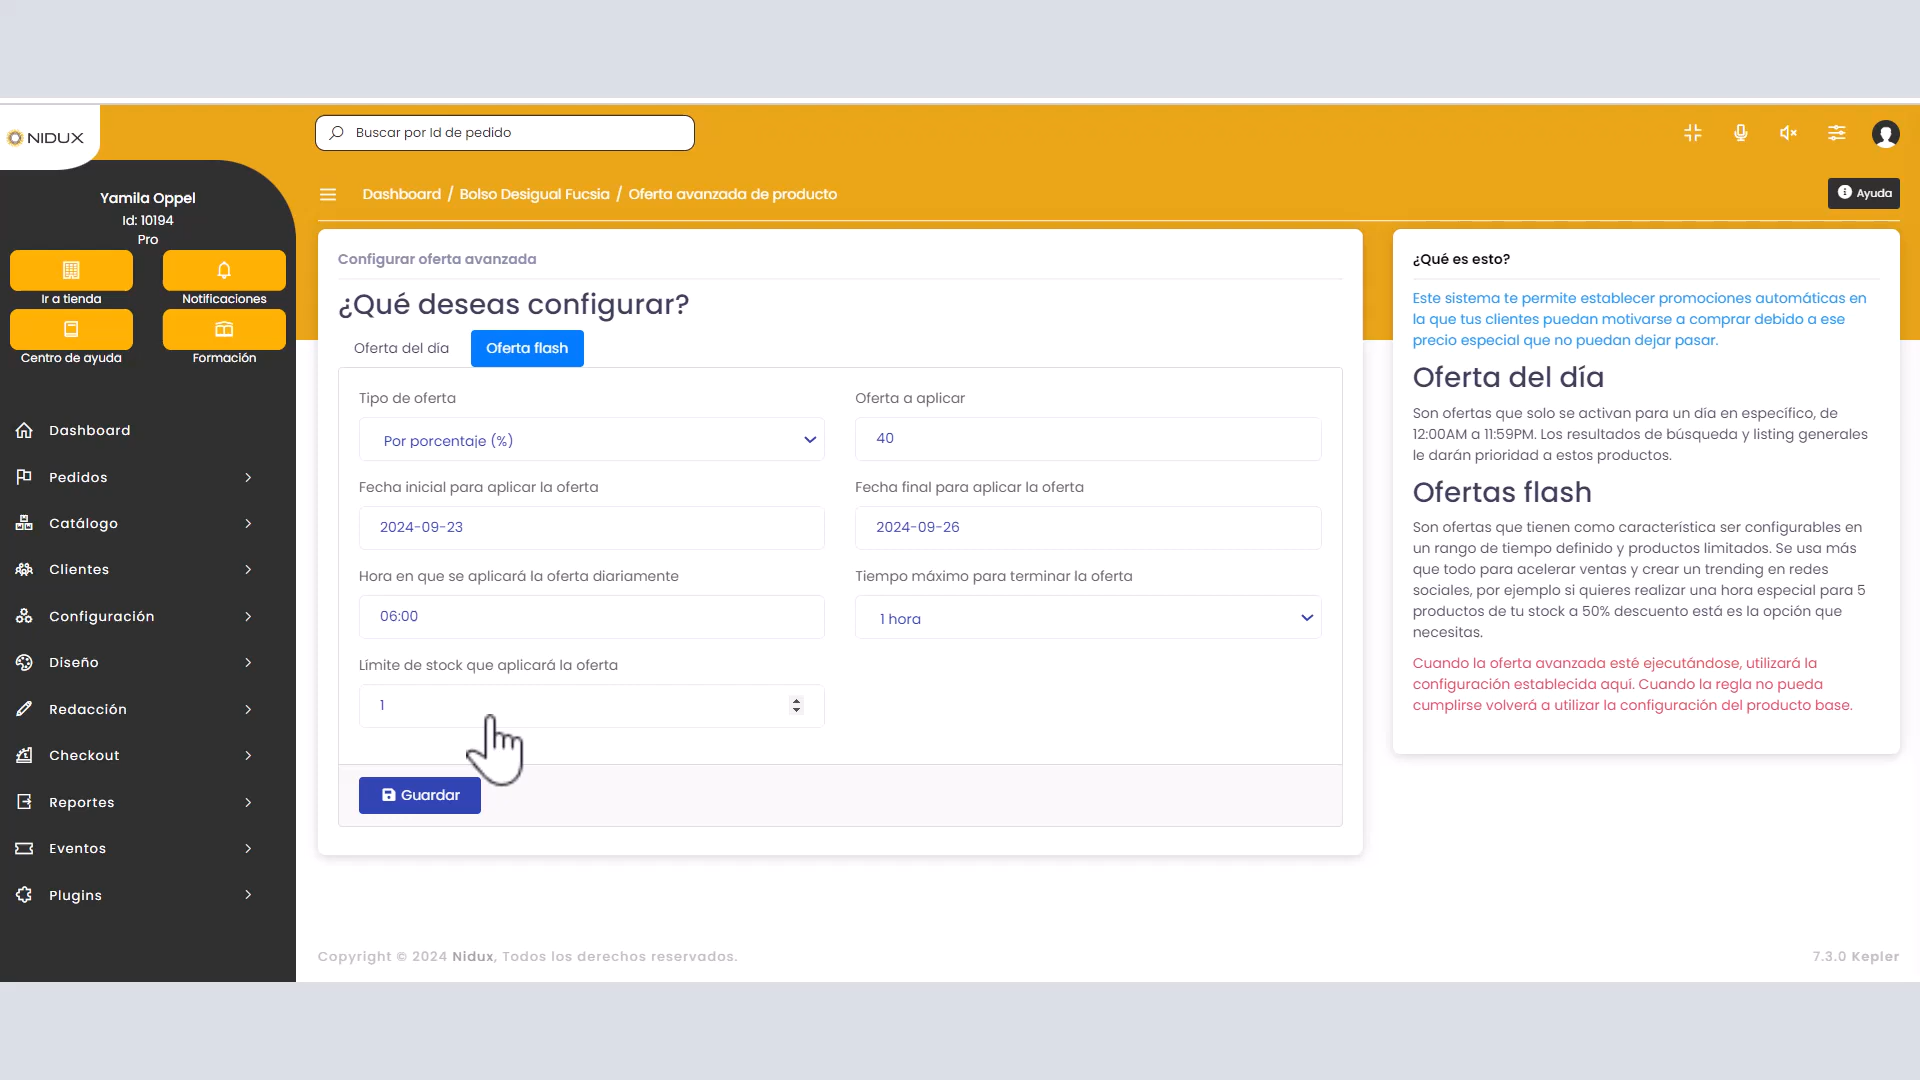 NIDUX
Buscar por Id de pedido
Yamila Oppel
Id: 10194
Pro
Ir a tienda
Notificaciones
Centro de ayuda
Formación
Dashboard
Pedidos
Catálogo
Clientes
Configuración
Diseño
Redacción
Checkout
Reportes
Eventos
Plugins
Dashboard / Bolso Desigual Fucsia / Oferta avanzada de producto
Ayuda
Configurar oferta avanzada
¿Qué deseas configurar?
Oferta del día
Oferta flash
Tipo de oferta
Oferta a aplicar
Por porcentaje (%)
40
Fecha inicial para aplicar la oferta
Fecha final para aplicar la oferta
2024-09-23
2024-09-26
Hora en que se aplicará la oferta diariamente
Tiempo máximo para terminar la oferta
06:00
1 hora
Límite de stock que aplicará la oferta
1
Guardar
¿Qué es esto?
Este sistema te permite establecer promociones automáticas en
la que tus clientes puedan motivarse a comprar debido a ese
precio especial que no puedan dejar pasar.
Oferta del día
Son ofertas que solo se activan para un día en específico, de
12:00AM a 11:59PM. Los resultados de búsqueda y listing generales
le darán prioridad a estos productos.
Ofertas flash
Son ofertas que tienen como característica ser configurables en
un rango de tiempo definido y productos limitados. Se usa más
que todo para acelerar ventas y crear un trending en redes
sociales, por ejemplo si quieres realizar una hora especial para 5
productos de tu stock a 50% descuento está es la opción que
necesitas.
Cuando la oferta avanzada esté ejecutándose, utilizará la
configuración establecida aquí. Cuando la regla no pueda
cumplirse volverá a utilizar la configuración del producto base.
Copyright © 2024 Nidux, Todos los derechos reservados.
7.3.0 Kepler